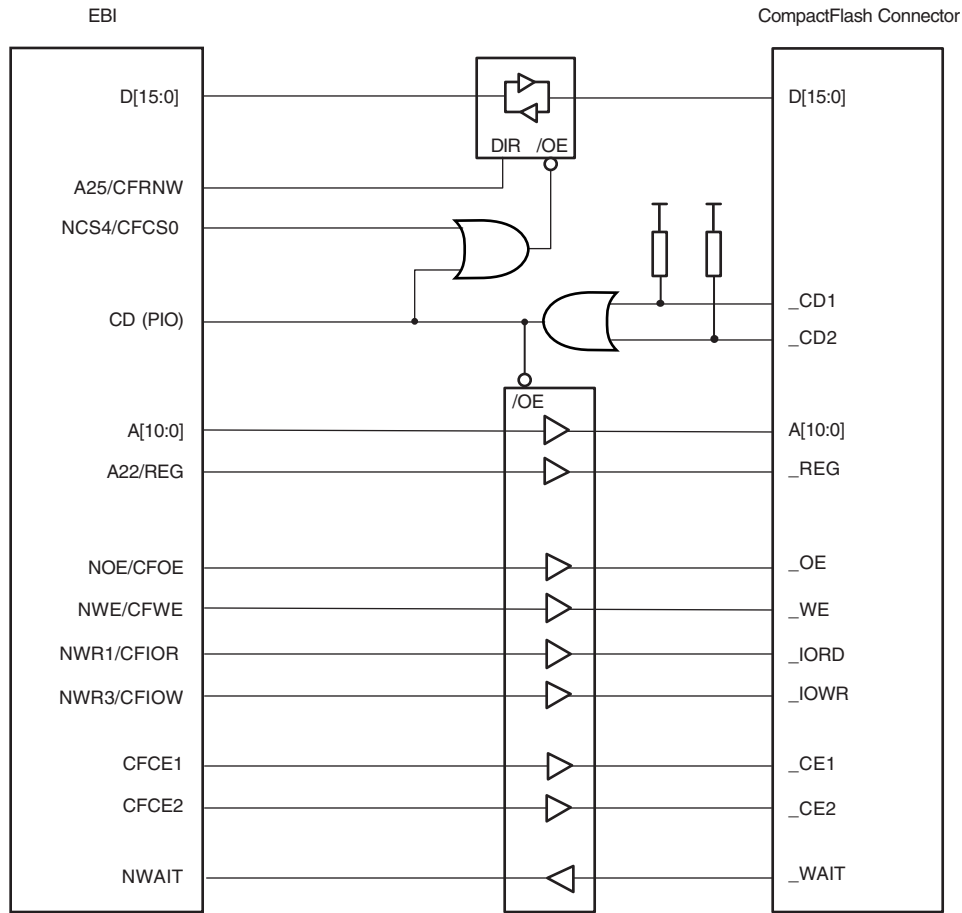 EBI CompactFlash Connector
D[15:0] D[15:0]
DIR /OE
A25/CFRNW
NCS4/CFCS0
_CD1
CD (PIO)
_CD2
/OE
A[10:0] A[10:0]
A22/REG _REG
NOE/CFOE _OE
NWE/CFWE _WE
NWR1/CFIOR _IORD
NWR3/CFIOW _IOWR
CFCE1 _CE1
CFCE2 _CE2
NWAIT _WAIT